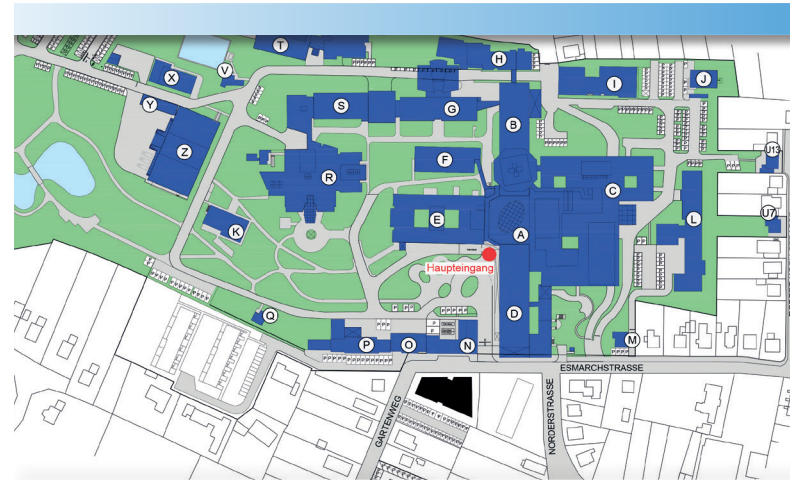 T
H
V
X
I
J
Y
S
G
B
U13
Z
F
R
C
L
K
E
U7
A
Haupteingang
Q
D
P
O
N
M
ESMARCHSTRASSE
GARTENWEG
NORDERSTRASSE